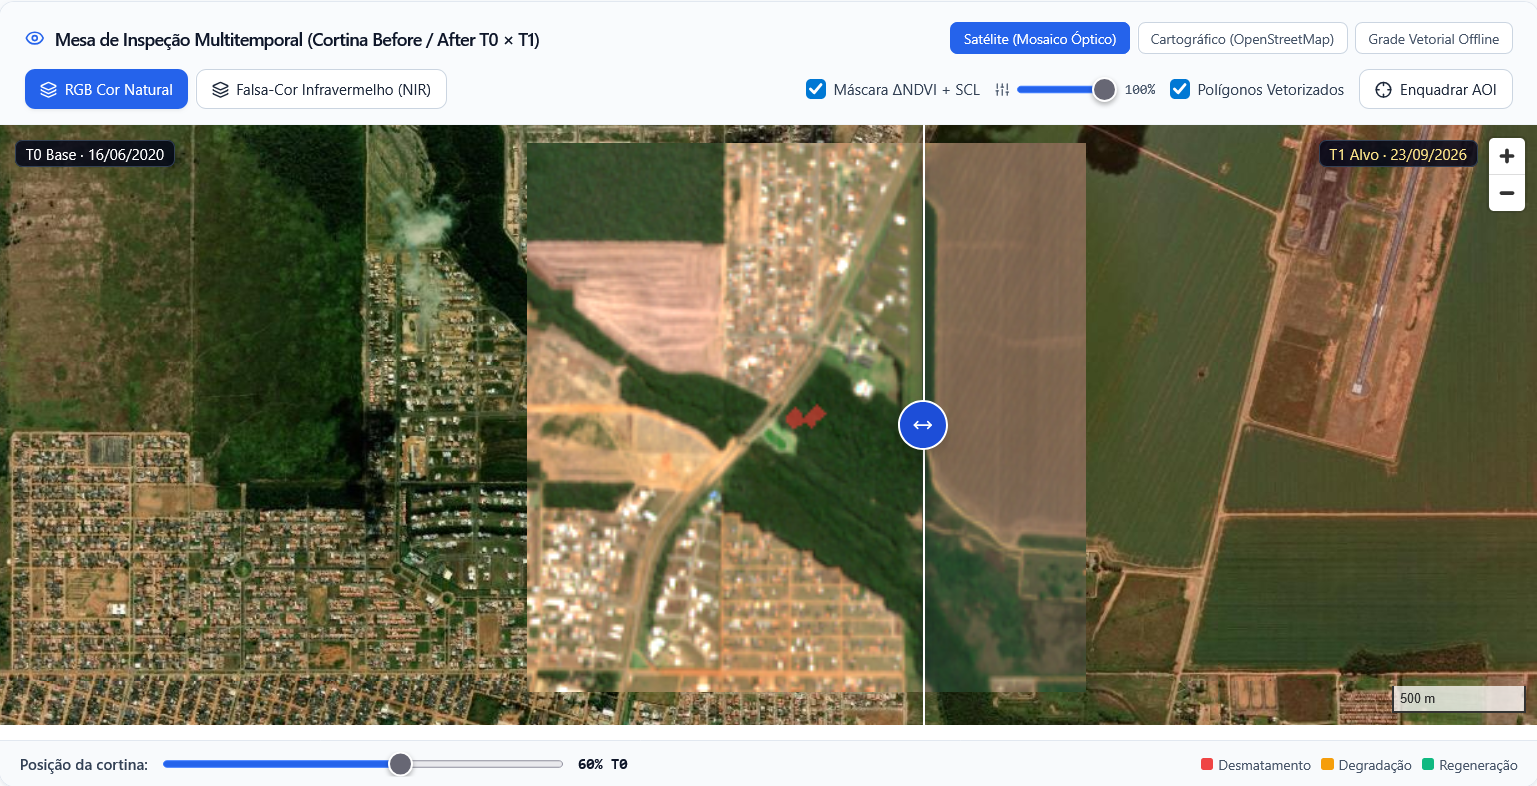 Mesa de Inspeção Multitemporal (Cortina Before / After T0 × T1)
Satélite (Mosaico Óptico)
Cartográfico (OpenStreetMap)
Grade Vetorial Offline
RGB Cor Natural
Falsa-Cor Infravermelho (NIR)
Máscara ΔNDVI + SCL
100%
Polígonos Vetorizados
Enquadrar AOI
T0 Base · 16/06/2020
T1 Alvo · 23/09/2026
+
−
500 m
Posição da cortina:
60% T0
Desmatamento
Degradação
Regeneração